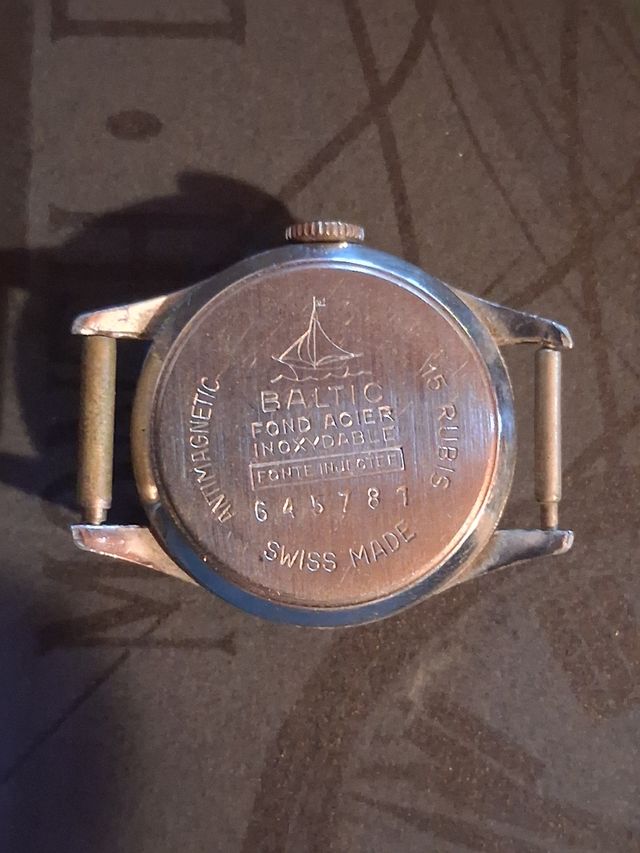 BALTIC
FOND ACIER
INOXYDABLE
FONTE INJECTEE
645787
ANTIMAGNETIC
15 RUBIS
SWISS MADE